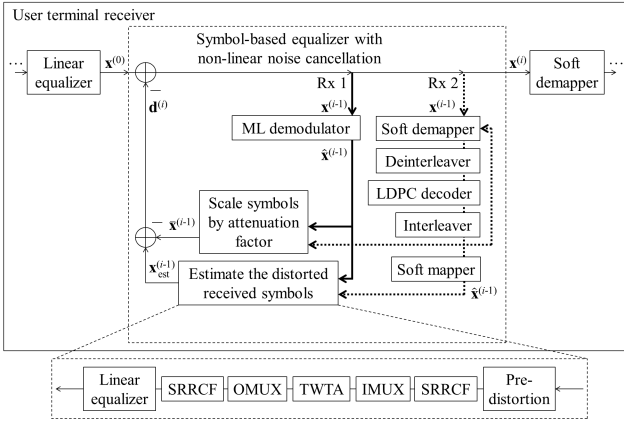 User terminal receiver
Symbol-based equalizer with
non-linear noise cancellation
...
Linear
equalizer
x(0)
x(i)
Soft
demapper
...
Rx 1
Rx 2
d(i)
x(i-1)
x(i-1)
ML demodulator
Soft demapper
x̂(i-1)
Deinterleaver
LDPC decoder
Interleaver
Soft mapper
x̂(i-1)
Scale symbols
by attenuation
factor
x̄(i-1)
x(i-1)
est
Estimate the distorted
received symbols
Linear
equalizer
SRRCF
OMUX
TWTA
IMUX
SRRCF
Pre-
distortion